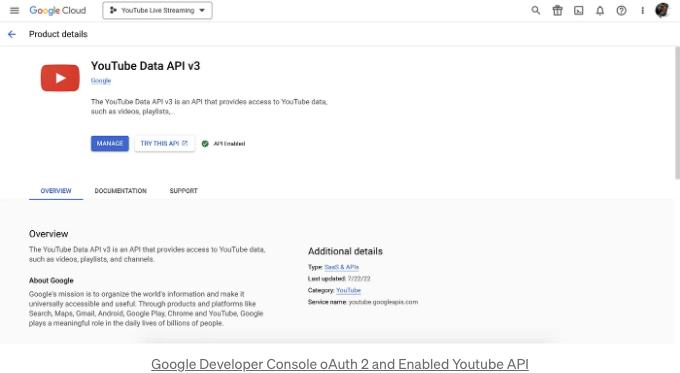 Google Cloud
YouTube Live Streaming
Product details
YouTube Data API v3
Google
The YouTube Data API v3 is an API that provides access to YouTube data,
such as videos, playlists,...
MANAGE
TRY THIS API
API Enabled
OVERVIEW
DOCUMENTATION
SUPPORT
Overview
The YouTube Data API v3 is an API that provides access to YouTube data,
such as videos, playlists, and channels.
About Google
Google's mission is to organize the world's information and make it
universally accessible and useful. Through products and platforms like
Search, Maps, Gmail, Android, Google Play, Chrome and YouTube, Google
plays a meaningful role in the daily lives of billions of people.
Additional details
Type: SaaS & APIs
Last updated: 7/22/22
Category: YouTube
Service name: youtube.googleapis.com
Google Developer Console oAuth 2 and Enabled Youtube API